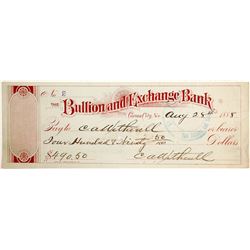 THE Bullion and Exchange Bank
Carson City, Nev. Aug 28th 1888
Pay to C A Witherell or bearer
Four Hundred & Ninety 50/100 Dollars
$490.50 C A Witherell